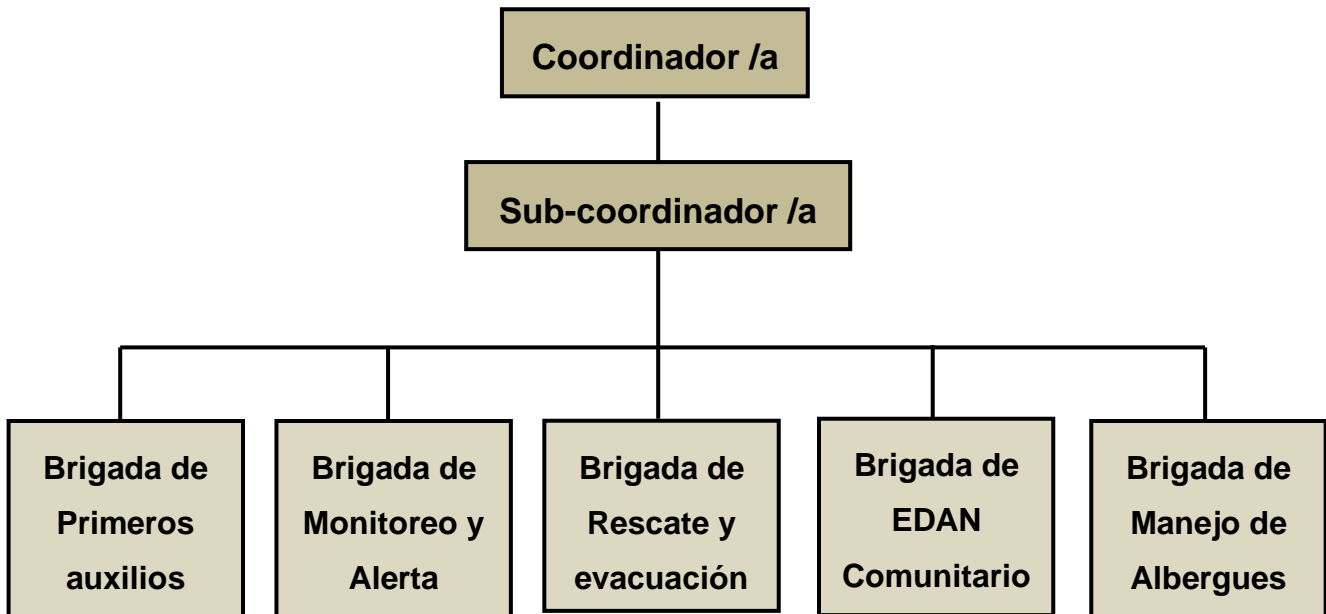 Coordinador /a
Sub-coordinador /a
Brigada de
Primeros
auxilios
Brigada de
Monitoreo y
Alerta
Brigada de
Rescate y
evacuación
Brigada de
EDAN
Comunitario
Brigada de
Manejo de
Albergues